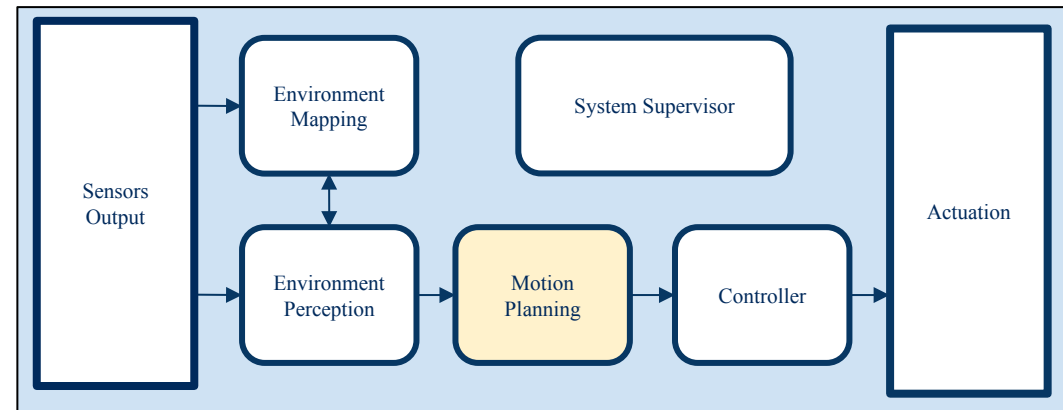 Sensors
Output
Environment
Mapping
System Supervisor
Actuation
Environment
Perception
Motion
Planning
Controller